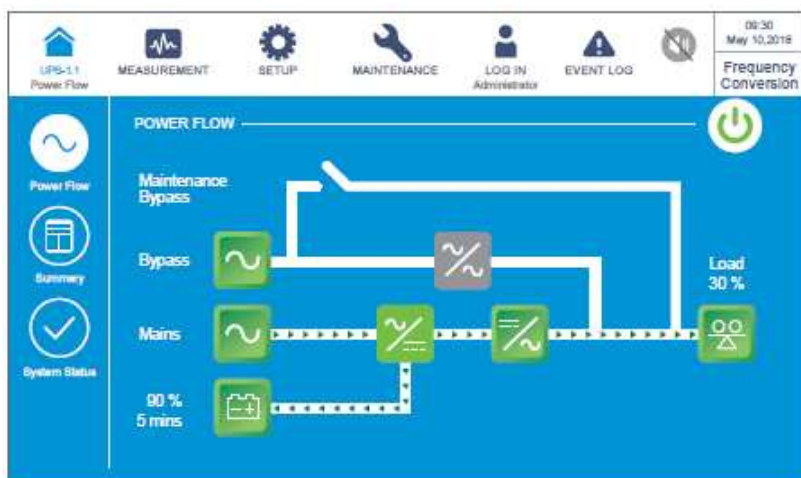 UPS-1.1
Power Flow
MEASUREMENT
SETUP
MAINTENANCE
LOG IN
Administrator
EVENT LOG
09:30
May 10,2018
Frequency
Conversion
POWER FLOW
Power Flow
Summery
System Status
Maintenance
Bypass
Bypass
Mains
90 %
5 mins
Load
30 %